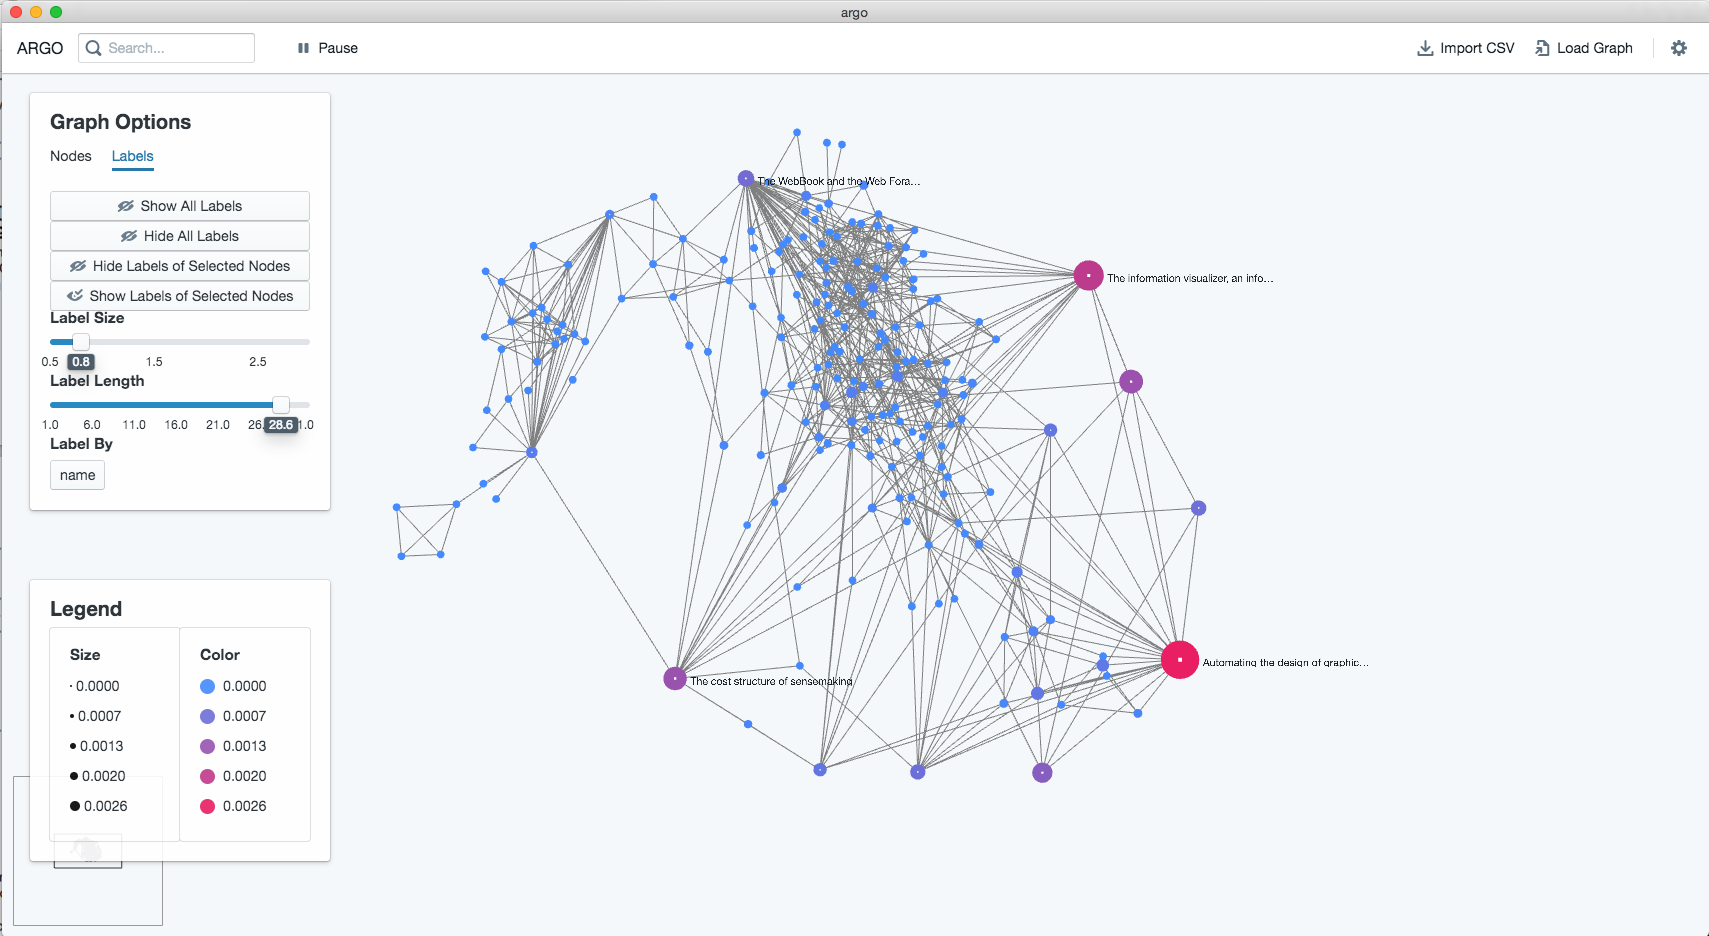 argo
ARGO
Search...
Pause
Import CSV
Load Graph
Graph Options
Nodes Labels
Show All Labels
Hide All Labels
Hide Labels of Selected Nodes
Show Labels of Selected Nodes
Label Size
0.5 0.8 1.5 2.5
Label Length
1.0 6.0 11.0 16.0 21.0 26. 28.6 1.0
Label By
name
Legend
Size Color
0.0000 0.0000
0.0007 0.0007
0.0013 0.0013
0.0020 0.0020
0.0026 0.0026
The WebBook and the Web Fora...
The information visualizer, an info...
Automating the design of graphic...
The cost structure of sensemaking